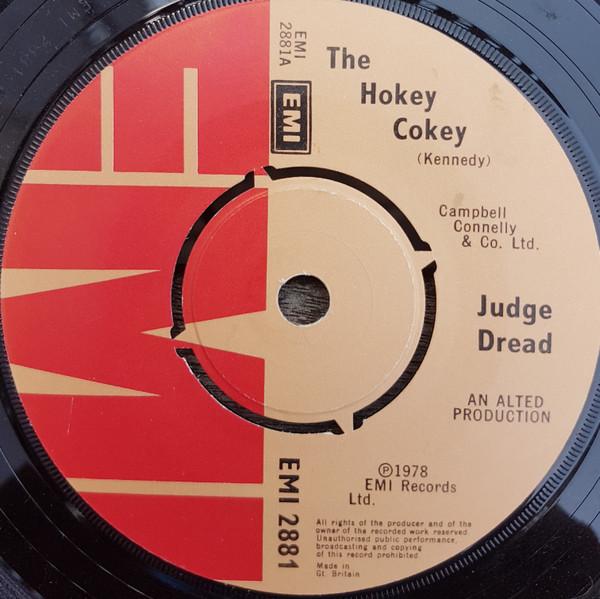 EMI
2881A
EMI
The
Hokey
Cokey
(Kennedy)
Campbell
Connelly
& Co. Ltd.
Judge
Dread
AN ALTED
PRODUCTION
℗1978
EMI Records
Ltd.
EMI 2881
All rights of the producer and of the
owner of the recorded work reserved
Unauthorised public performance,
broadcasting and copying
of this record prohibited
Made in
Gt. Britain
EMI